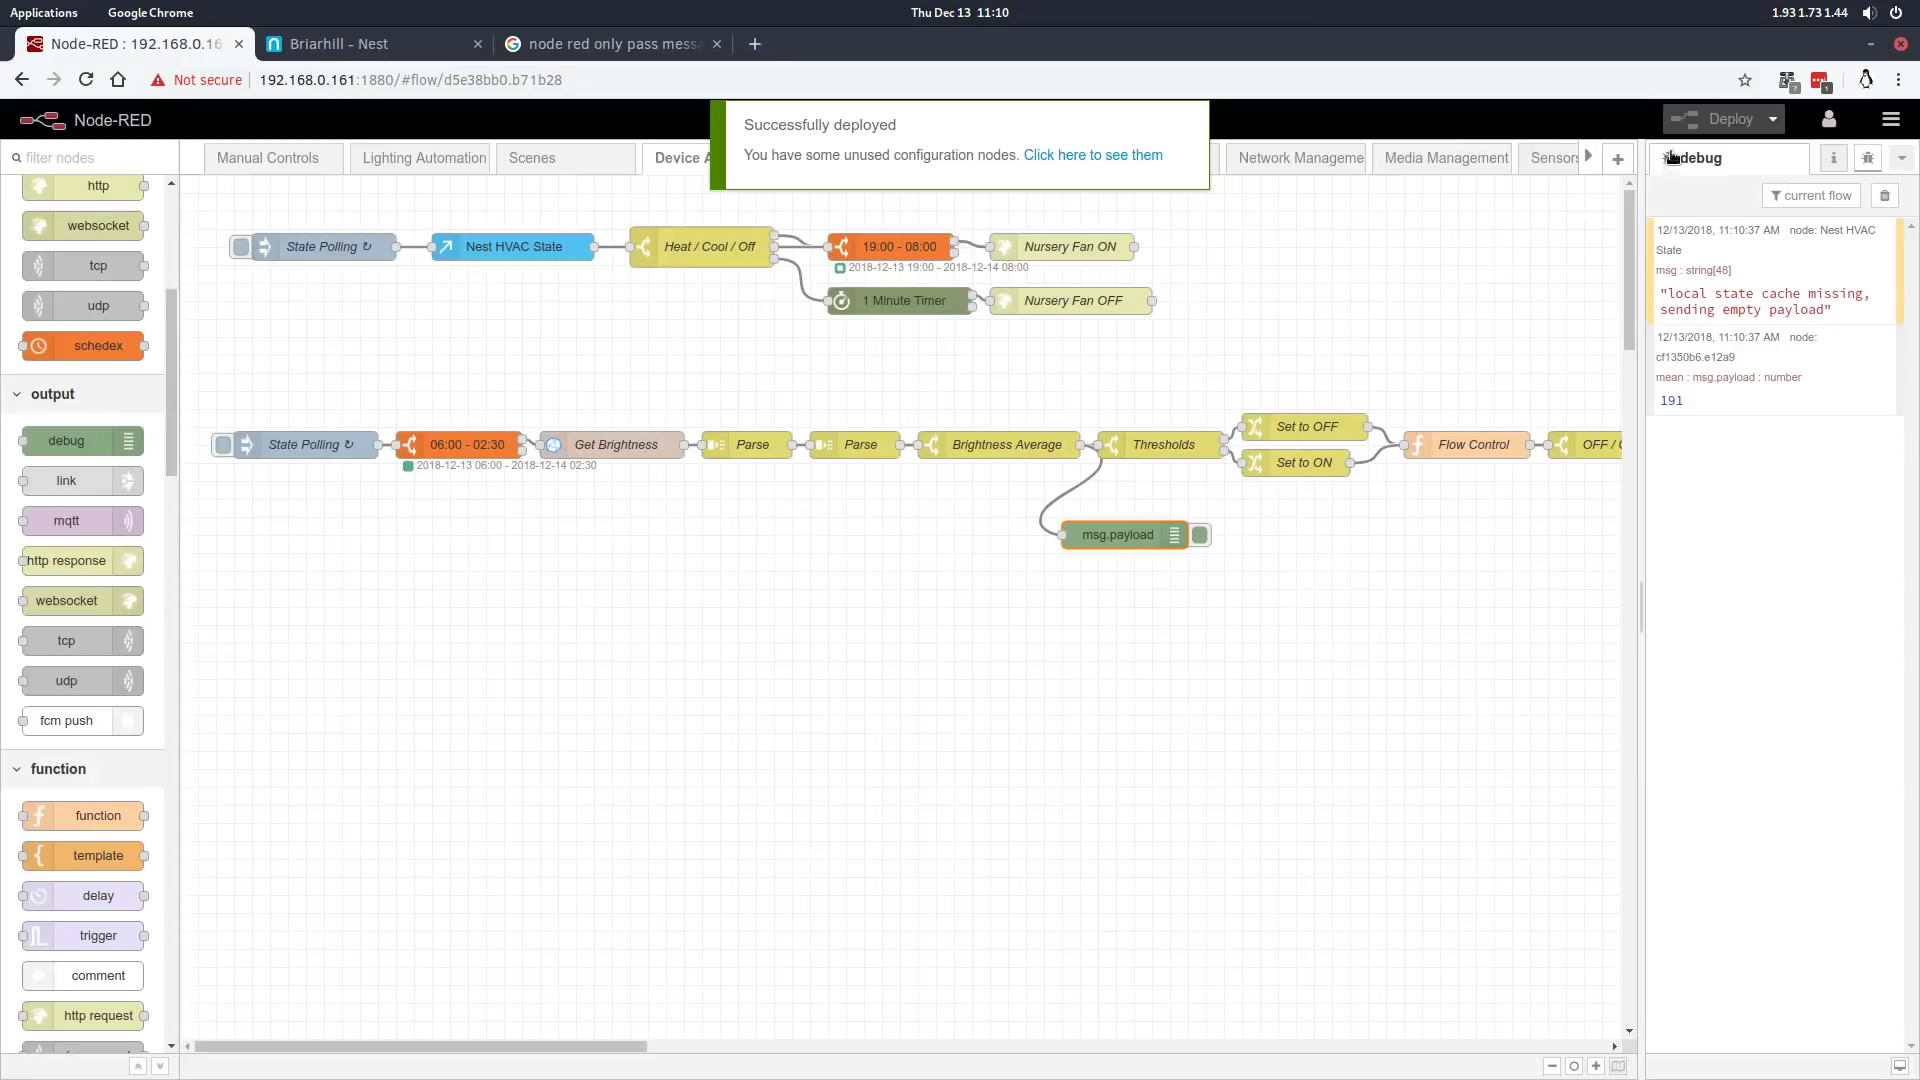 Applications
Google Chrome
Thu Dec 13 11:10
1.93 1.73 1.44
Node-RED : 192.168.0.16
Briarhill - Nest
node red only pass messa
Not secure
192.168.0.161:1880/#flow/d5e38bb0.b71b28
Node-RED
Successfully deployed
You have some unused configuration nodes. Click here to see them
Deploy
filter nodes
Manual Controls
Lighting Automation
Scenes
Device A
Network Manageme
Media Management
Sensors
debug
current flow
http
websocket
tcp
udp
schedex
output
debug
link
mqtt
http response
websocket
tcp
udp
fcm push
function
function
template
delay
trigger
comment
http request
State Polling ↻
Nest HVAC State
Heat / Cool / Off
19:00 - 08:00
2018-12-13 19:00 - 2018-12-14 08:00
Nursery Fan ON
1 Minute Timer
Nursery Fan OFF
State Polling ↻
06:00 - 02:30
2018-12-13 06:00 - 2018-12-14 02:30
Get Brightness
Parse
Parse
Brightness Average
Thresholds
Set to OFF
Set to ON
Flow Control
OFF /
msg.payload
12/13/2018, 11:10:37 AM node: Nest HVAC
State
msg : string[48]
"local state cache missing,
sending empty payload"
12/13/2018, 11:10:37 AM node:
cf1350b6.e12a9
mean : msg.payload : number
191